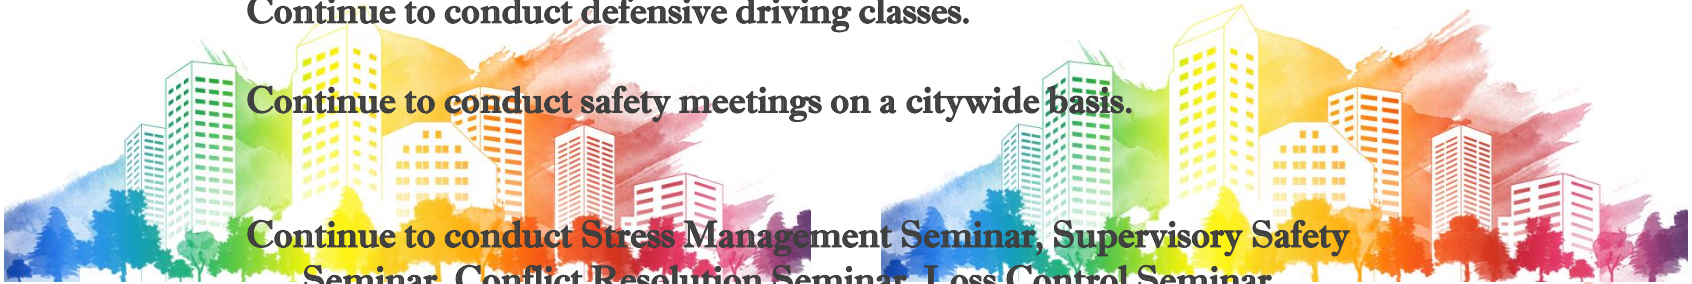 Continue to conduct defensive driving classes.
Continue to conduct safety meetings on a citywide basis.
Continue to conduct Stress Management Seminar, Supervisory Safety
Seminar, Conflict Resolution Seminar, Loss Control Seminar